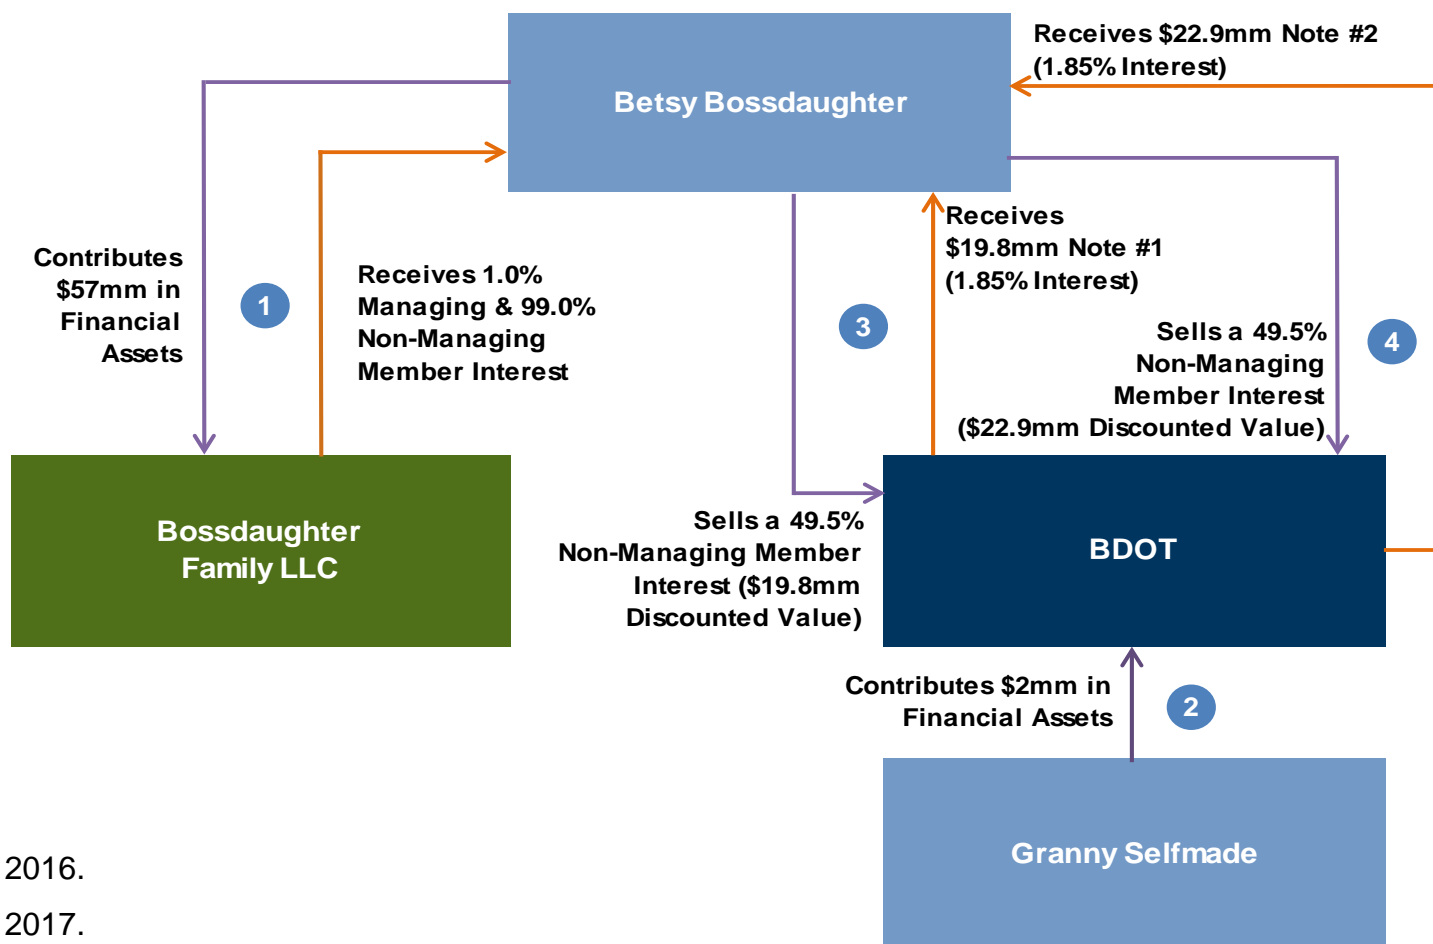 Receives $22.9mm Note #2
(1.85% Interest)
Betsy Bossdaughter
Contributes
$57mm in
Financial
Assets
1
Receives 1.0%
Managing & 99.0%
Non-Managing
Member Interest
Receives
$19.8mm Note #1
(1.85% Interest)
3
Sells a 49.5%
Non-Managing
Member Interest
($22.9mm Discounted Value)
4
Bossdaughter
Family LLC
Sells a 49.5%
Non-Managing Member
Interest ($19.8mm
Discounted Value)
BDOT
Contributes $2mm in
Financial Assets
2
Granny Selfmade
2016.
2017.